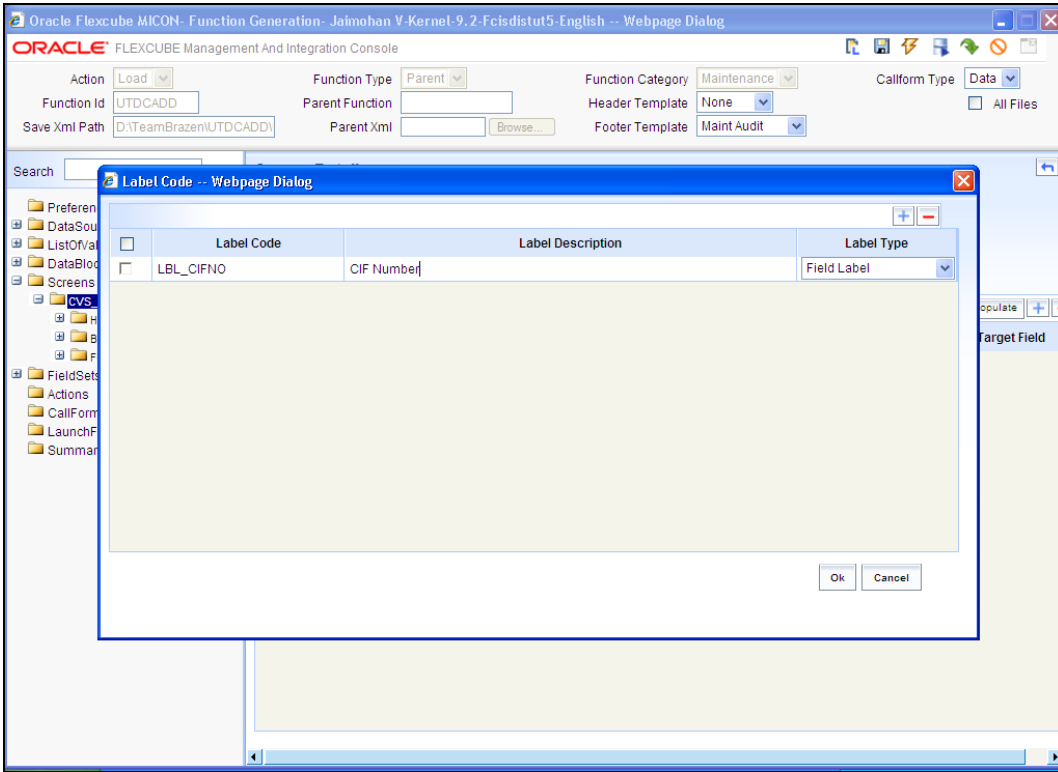 Oracle Flexcube MICON- Function Generation- Jaimohan V-Kernel-9.2-Fcisdistut5-English -- Webpage Dialog
ORACLE FLEXCUBE Management And Integration Console
Action Load Function Type Parent Function Category Maintenance Callform Type Data
Function Id UTDCADD Parent Function Header Template None All Files
Save Xml Path D:\TeamBrazen\UTDCADD\ Parent Xml Browse... Footer Template Maint Audit
Search
Label Code -- Webpage Dialog
Preferen
DataSou
ListOfVal
DataBloc
Screens
CVS_
H
B
F
FieldSets
Actions
CallForm
LaunchF
Summar
Label Code Label Description Label Type
LBL_CIFNO CIF Number Field Label
opulate
Target Field
Ok Cancel